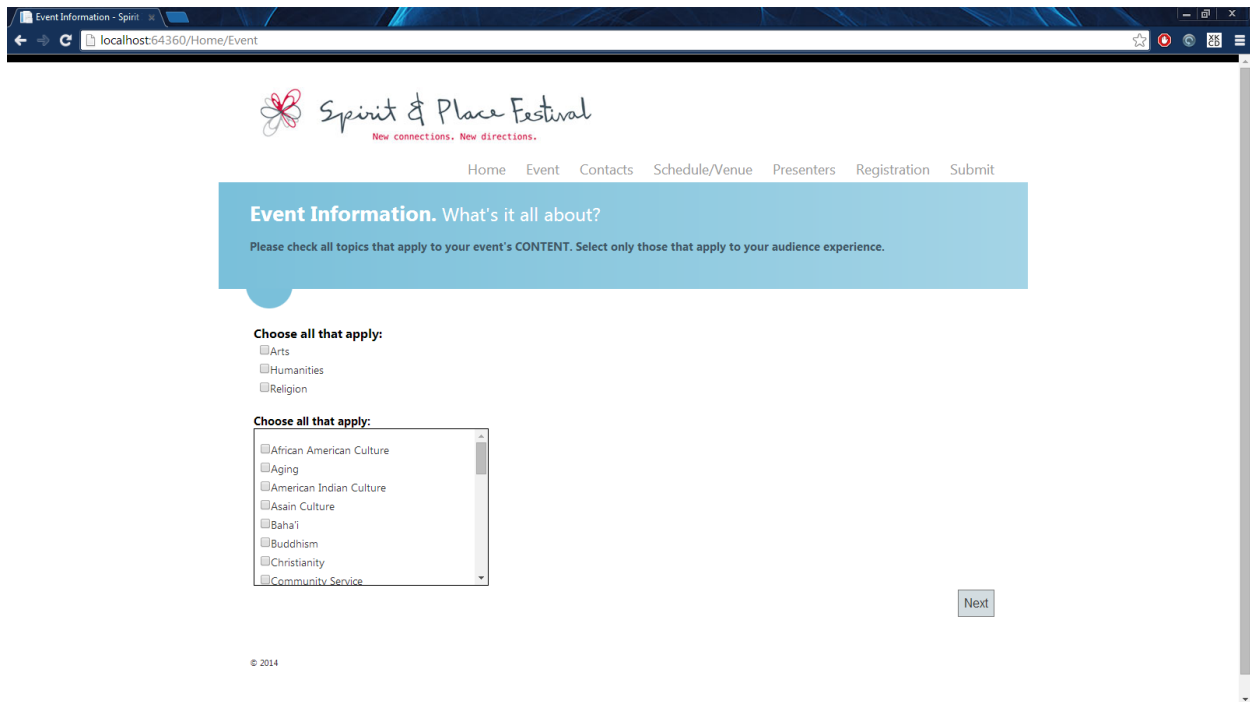 Event Information - Spirit
localhost:64360/Home/Event
XK
CD
Spirit & Place Festival
New connections. New directions.
Home Event Contacts Schedule/Venue Presenters Registration Submit
Event Information. What's it all about?
Please check all topics that apply to your event's CONTENT. Select only those that apply to your audience experience.
Choose all that apply:
Arts
Humanities
Religion
Choose all that apply:
African American Culture
Aging
American Indian Culture
Asain Culture
Baha'i
Buddhism
Christianity
Community Service
Next
© 2014